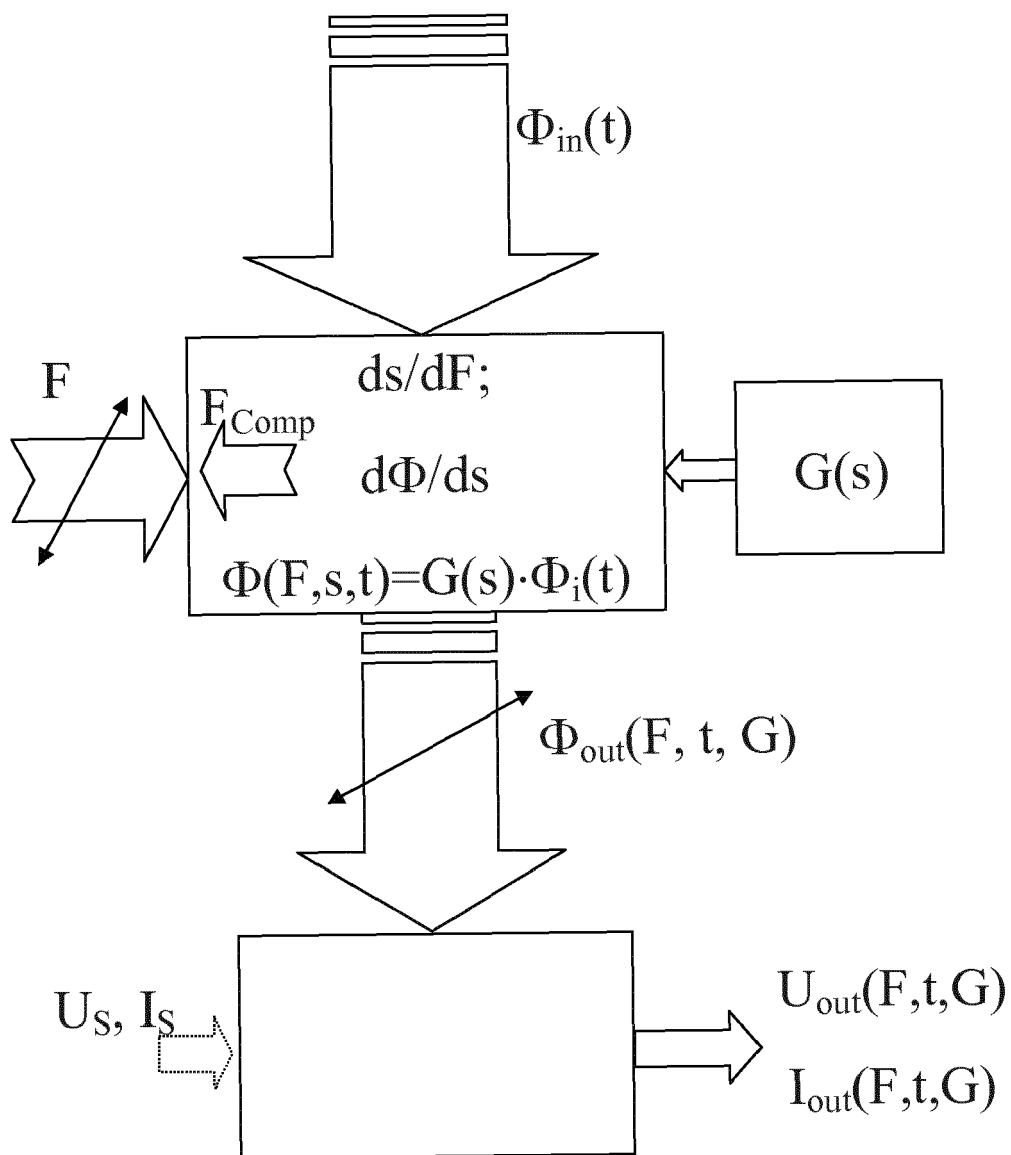 Φin(t)
ds/dF;
F
FComp
dΦ/ds
G(s)
Φ(F,s,t)=G(s)·Φi(t)
Φout(F, t, G)
US, IS
Uout(F,t,G)
Iout(F,t,G)